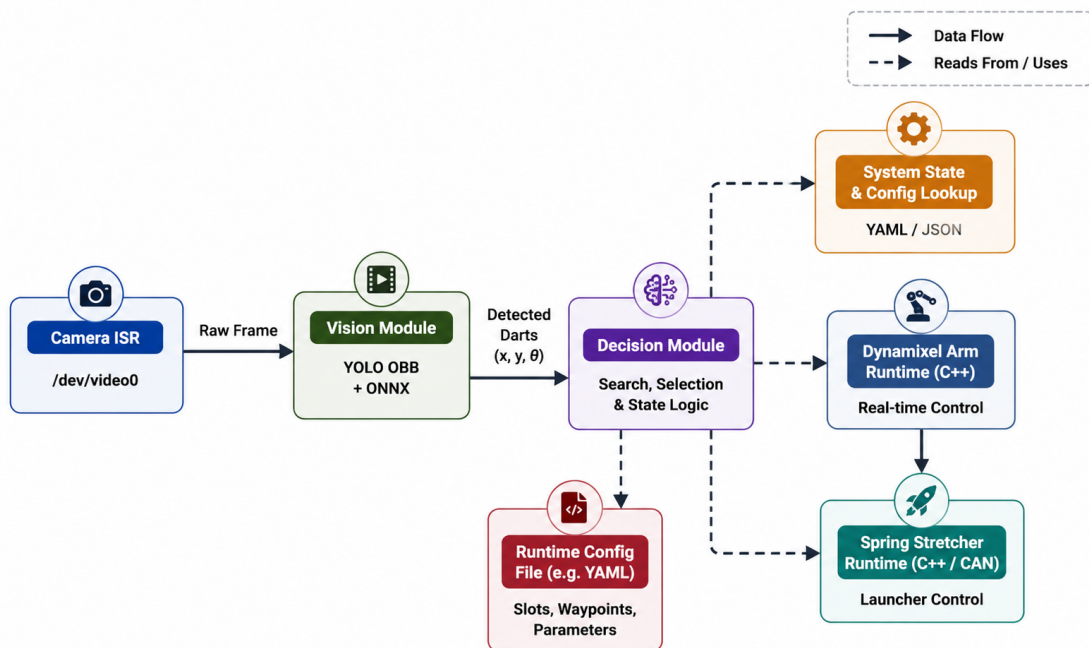 Data Flow
Reads From / Uses
System State
& Config Lookup
YAML / JSON
Camera ISR
/dev/video0
Raw Frame
Vision Module
YOLO OBB
+ ONNX
Detected
Darts
(x, y, θ)
Decision Module
Search, Selection
& State Logic
Dynamixel Arm
Runtime (C++)
Real-time Control
</>
Runtime Config
File (e.g. YAML)
Slots, Waypoints,
Parameters
Spring Stretcher
Runtime (C++ / CAN)
Launcher Control